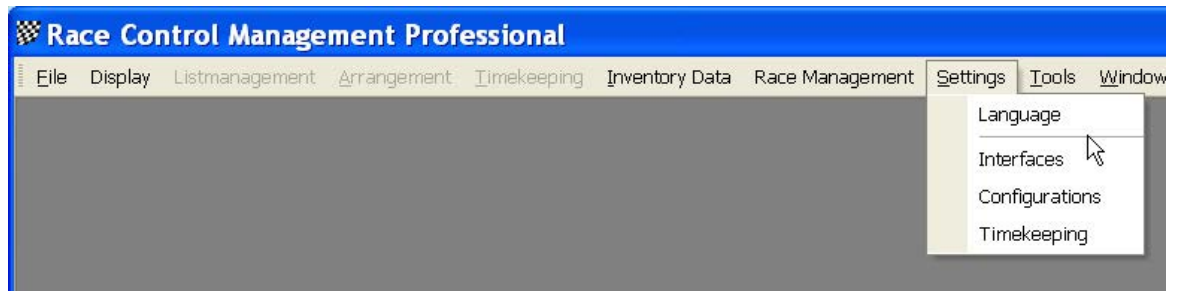 Race Control Management Professional
File Display Listmanagement Arrangement Timekeeping Inventory Data Race Management Settings Tools Window
Language
Interfaces
Configurations
Timekeeping